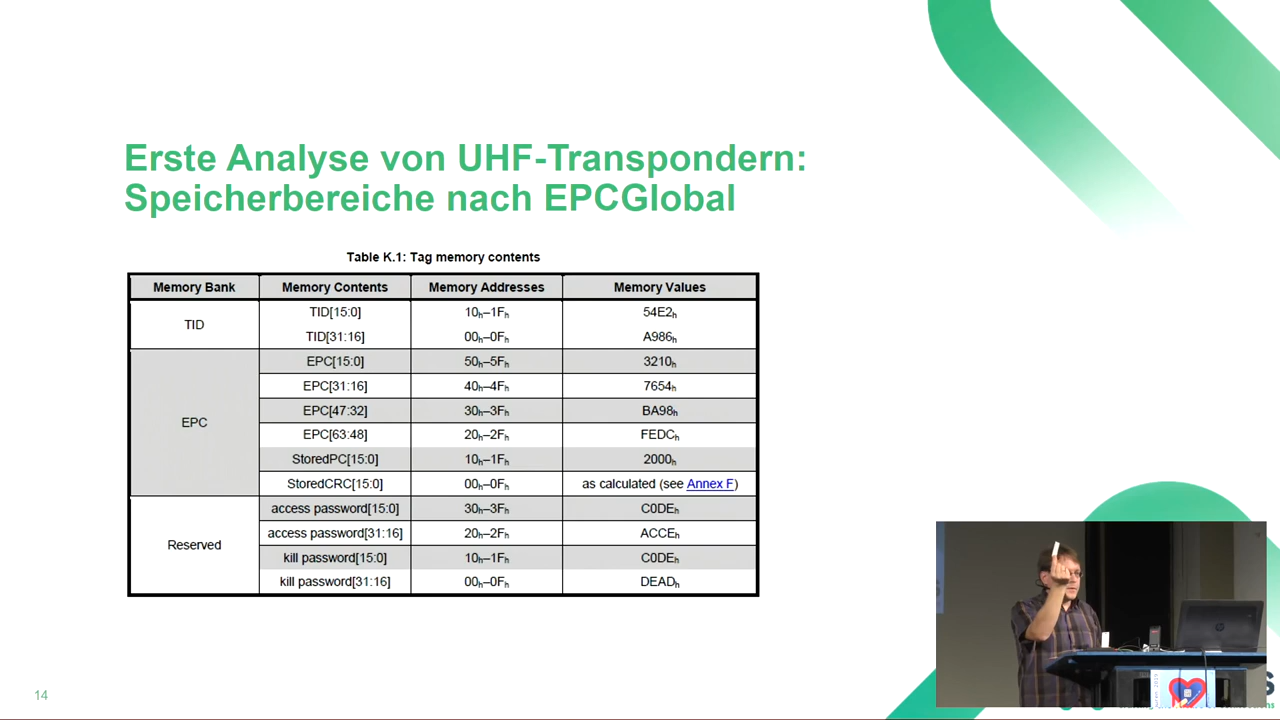 Erste Analyse von UHF-Transpondern:
Speicherbereiche nach EPCGlobal
Table K.1: Tag memory contents
Memory Bank Memory Contents Memory Addresses Memory Values
TID TID[15:0] 10h–1Fh 54E2h
TID[31:16] 00h–0Fh A986h
EPC EPC[15:0] 50h–5Fh 3210h
EPC[31:16] 40h–4Fh 7654h
EPC[47:32] 30h–3Fh BA98h
EPC[63:48] 20h–2Fh FEDCh
StoredPC[15:0] 10h–1Fh 2000h
StoredCRC[15:0] 00h–0Fh as calculated (see Annex F)
Reserved access password[15:0] 30h–3Fh C0DEh
access password[31:16] 20h–2Fh ACCEh
kill password[15:0] 10h–1Fh C0DEh
kill password[31:16] 00h–0Fh DEADh
14